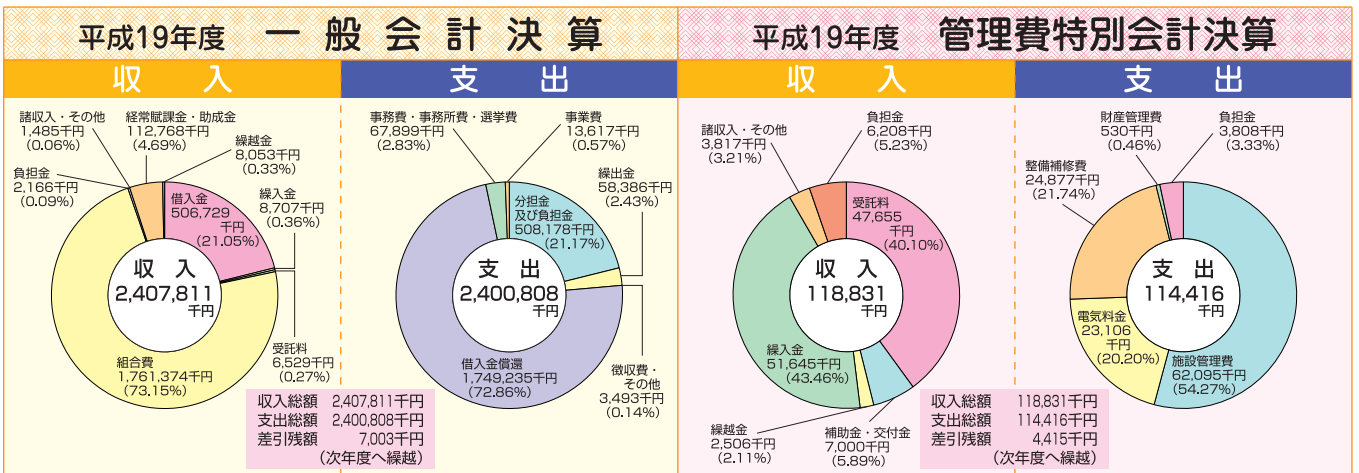 平成19年度 一般会計決算
収入
諸収入・その他
1,485千円
(0.06%)
経常賦課金・助成金
112,768千円
(4.69%)
繰越金
8,053千円
(0.33%)
負担金
2,166千円
(0.09%)
借入金
506,729
千円
(21.05%)
繰入金
8,707千円
(0.36%)
収入
2,407,811
千円
組合費
1,761,374千円
(73.15%)
受託料
6,529千円
(0.27%)
支出
事務費・事務所費・選挙費
67,899千円
(2.83%)
事業費
13,617千円
(0.57%)
繰出金
58,386千円
(2.43%)
分担金
及び負担金
508,178千円
(21.17%)
支出
2,400,808
千円
借入金償還
1,749,235千円
(72.86%)
徴収費・
その他
3,493千円
(0.14%)
収入総額 2,407,811千円
支出総額 2,400,808千円
差引残額 7,003千円
(次年度へ繰越)
平成19年度 管理費特別会計決算
収入
諸収入・その他
3,817千円
(3.21%)
負担金
6,208千円
(5.23%)
受託料
47,655
千円
(40.10%)
収入
118,831
千円
繰入金
51,645千円
(43.46%)
繰越金
2,506千円
(2.11%)
補助金・交付金
7,000千円
(5.89%)
支出
財産管理費
530千円
(0.46%)
負担金
3,808千円
(3.33%)
整備補修費
24,877千円
(21.74%)
支出
114,416
千円
電気料金
23,106
千円
(20.20%)
施設管理費
62,095千円
(54.27%)
収入総額 118,831千円
支出総額 114,416千円
差引残額 4,415千円
(次年度へ繰越)